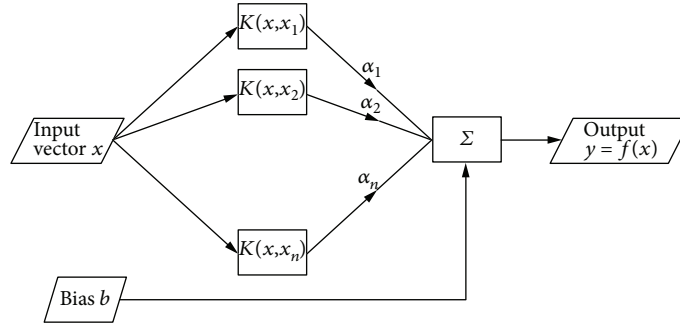 K(x,x₁)
α₁
K(x,x₂)
α₂
Input
vector x
Σ
Output
y = f(x)
αₙ
K(x,xₙ)
Bias b